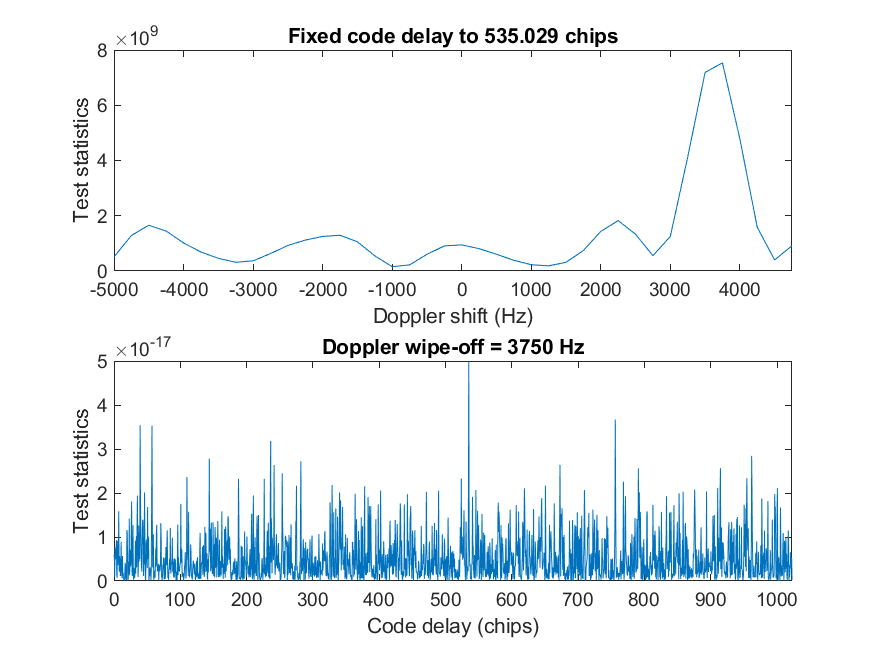 ×10^9
Fixed code delay to 535.029 chips
8
6
4
2
0
Test statistics
-5000 -4000 -3000 -2000 -1000 0 1000 2000 3000 4000
Doppler shift (Hz)
×10^-17
Doppler wipe-off = 3750 Hz
5
4
3
2
1
0
Test statistics
0 100 200 300 400 500 600 700 800 900 1000
Code delay (chips)